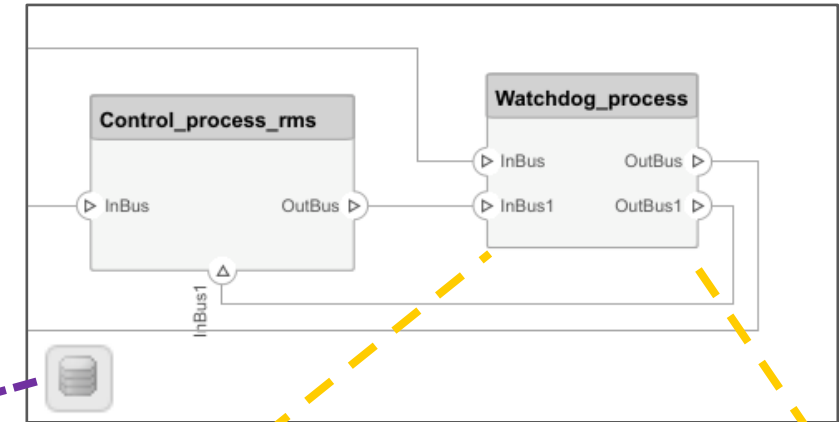 Control_process_rms
InBus
OutBus
InBus1
Watchdog_process
InBus
OutBus
InBus1
OutBus1